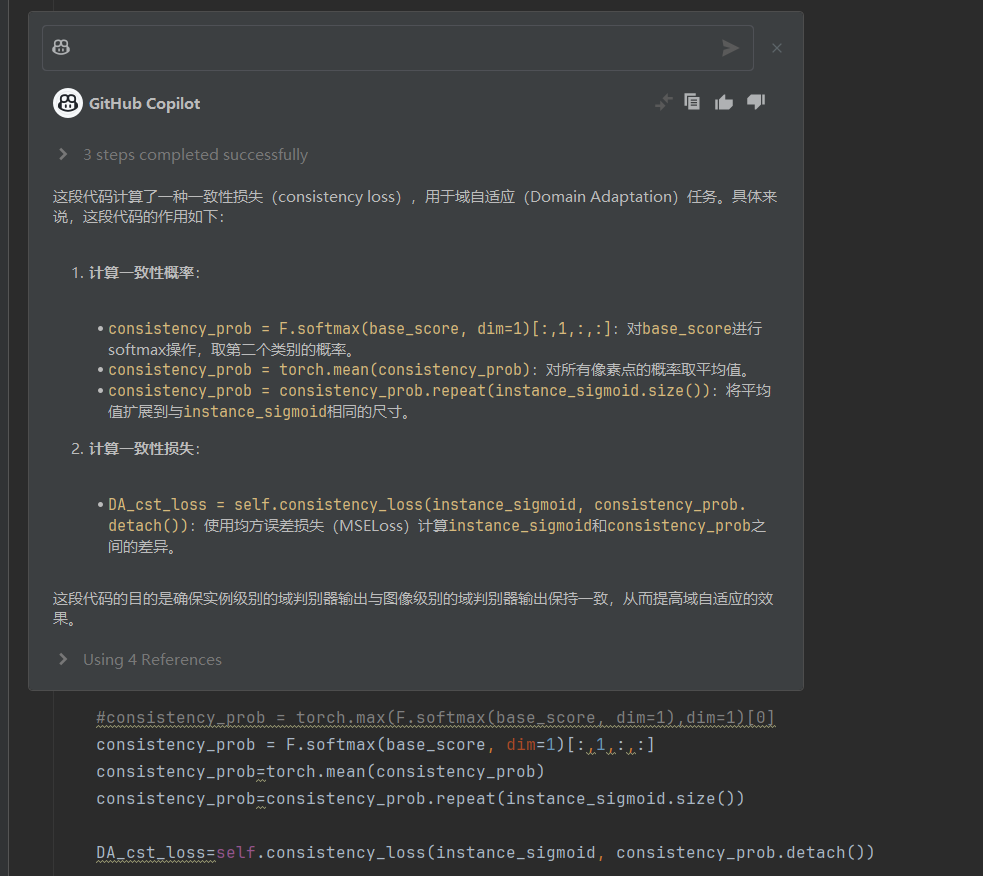 GitHub Copilot
3 steps completed successfully
这段代码计算了一种一致性损失（consistency loss），用于域自适应（Domain Adaptation）任务。具体来
说，这段代码的作用如下：
1. 计算一致性概率：
• consistency_prob = F.softmax(base_score, dim=1)[:,1,:,:]：对base_score进行
softmax操作，取第二个类别的概率。
• consistency_prob = torch.mean(consistency_prob)：对所有像素点的概率取平均值。
• consistency_prob = consistency_prob.repeat(instance_sigmoid.size())：将平均
值扩展到与instance_sigmoid相同的尺寸。
2. 计算一致性损失：
• DA_cst_loss = self.consistency_loss(instance_sigmoid, consistency_prob.
detach())：使用均方误差损失（MSELoss）计算instance_sigmoid和consistency_prob之
间的差异。
这段代码的目的是确保实例级别的域判别器输出与图像级别的域判别器输出保持一致，从而提高域自适应的效
果。
Using 4 References
#consistency_prob = torch.max(F.softmax(base_score, dim=1),dim=1)[0]
consistency_prob = F.softmax(base_score, dim=1)[:,1,:,:]
consistency_prob=torch.mean(consistency_prob)
consistency_prob=consistency_prob.repeat(instance_sigmoid.size())
DA_cst_loss=self.consistency_loss(instance_sigmoid, consistency_prob.detach())